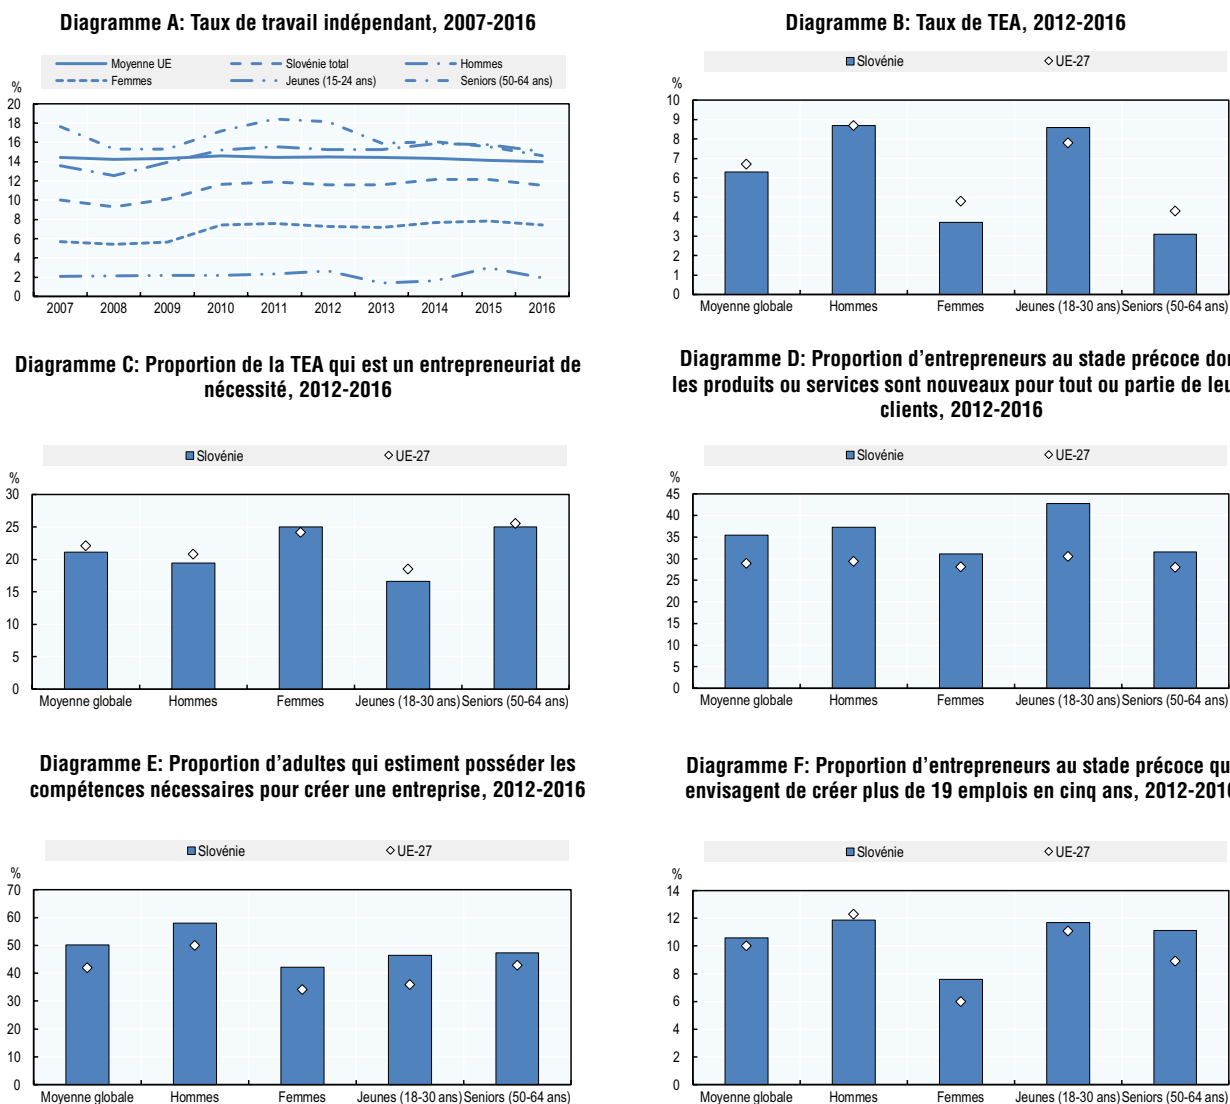 Diagramme A: Taux de travail indépendant, 2007-2016
Moyenne UE
Slovénie total
Hommes
Femmes
Jeunes (15-24 ans)
Seniors (50-64 ans)
%
20
18
16
14
12
10
8
6
4
2
0
2007 2008 2009 2010 2011 2012 2013 2014 2015 2016
Diagramme B: Taux de TEA, 2012-2016
Slovénie
UE-27
%
10
9
8
7
6
5
4
3
2
1
0
Moyenne globale Hommes Femmes Jeunes (18-30 ans) Seniors (50-64 ans)
Diagramme C: Proportion de la TEA qui est un entrepreneuriat de
nécessité, 2012-2016
Slovénie
UE-27
%
30
25
20
15
10
5
0
Moyenne globale Hommes Femmes Jeunes (18-30 ans) Seniors (50-64 ans)
Diagramme D: Proportion d'entrepreneurs au stade précoce don
les produits ou services sont nouveaux pour tout ou partie de leu
clients, 2012-2016
Slovénie
UE-27
%
45
40
35
30
25
20
15
10
5
0
Moyenne globale Hommes Femmes Jeunes (18-30 ans) Seniors (50-64 ans)
Diagramme E: Proportion d'adultes qui estiment posséder les
compétences nécessaires pour créer une entreprise, 2012-2016
Slovénie
UE-27
%
70
60
50
40
30
20
10
0
Moyenne globale Hommes Femmes Jeunes (18-30 ans) Seniors (50-64 ans)
Diagramme F: Proportion d'entrepreneurs au stade précoce qu
envisagent de créer plus de 19 emplois en cinq ans, 2012-2016
Slovénie
UE-27
%
14
12
10
8
6
4
2
0
Moyenne globale Hommes Femmes Jeunes (18-30 ans) Seniors (50-64 ans)